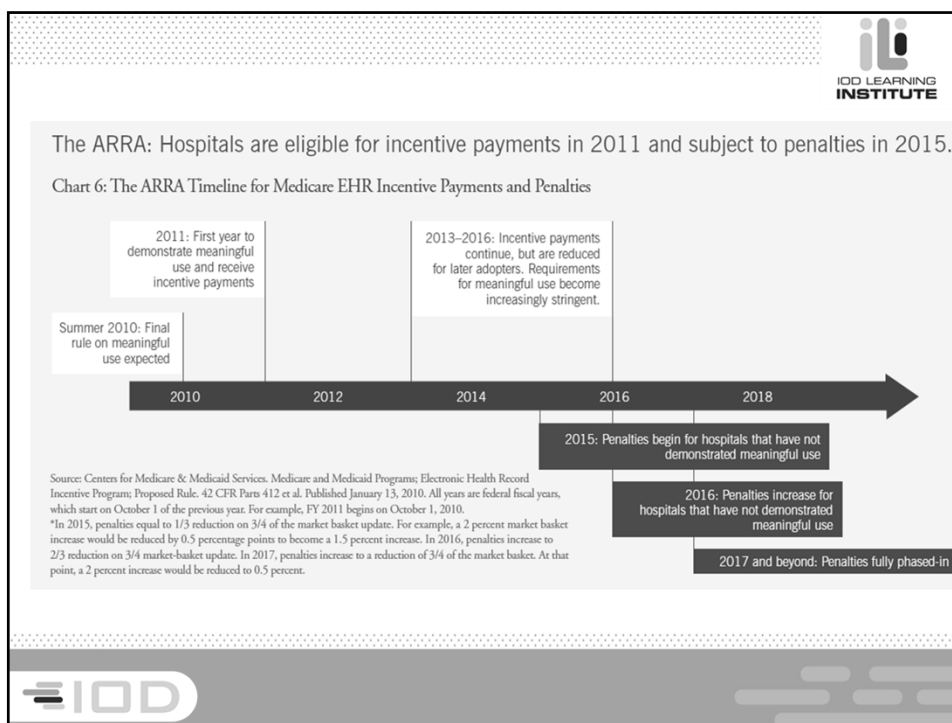 IOD LEARNING
INSTITUTE
The ARRA: Hospitals are eligible for incentive payments in 2011 and subject to penalties in 2015.
Chart 6: The ARRA Timeline for Medicare EHR Incentive Payments and Penalties
2011: First year to
demonstrate meaningful
use and receive
incentive payments
2013–2016: Incentive payments
continue, but are reduced
for later adopters. Requirements
for meaningful use become
increasingly stringent.
Summer 2010: Final
rule on meaningful
use expected
2010 2012 2014 2016 2018
2015: Penalties begin for hospitals that have not
demonstrated meaningful use
2016: Penalties increase for
hospitals that have not demonstrated
meaningful use
2017 and beyond: Penalties fully phased-in
Source: Centers for Medicare & Medicaid Services. Medicare and Medicaid Programs; Electronic Health Record
Incentive Program; Proposed Rule. 42 CFR Parts 412 et al. Published January 13, 2010. All years are federal fiscal years,
which start on October 1 of the previous year. For example, FY 2011 begins on October 1, 2010.
*In 2015, penalties equal to 1/3 reduction on 3/4 of the market basket update. For example, a 2 percent market basket
increase would be reduced by 0.5 percentage points to become a 1.5 percent increase. In 2016, penalties increase to
2/3 reduction on 3/4 market-basket update. In 2017, penalties increase to a reduction of 3/4 of the market basket. At that
point, a 2 percent increase would be reduced to 0.5 percent.
IOD